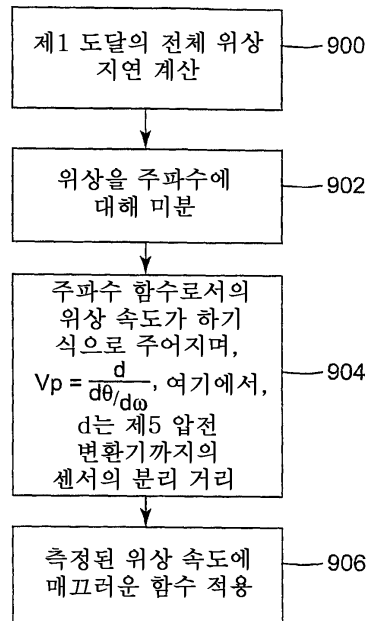 제1 도달의 전체 위상
지연 계산
900
위상을 주파수에
대해 미분
902
주파수 함수로서의
위상 속도가 하기
식으로 주어지며,
Vp = d / dθ/dω, 여기에서,
d는 제5 압전
변환기까지의
센서의 분리 거리
904
측정된 위상 속도에
매끄러운 함수 적용
906